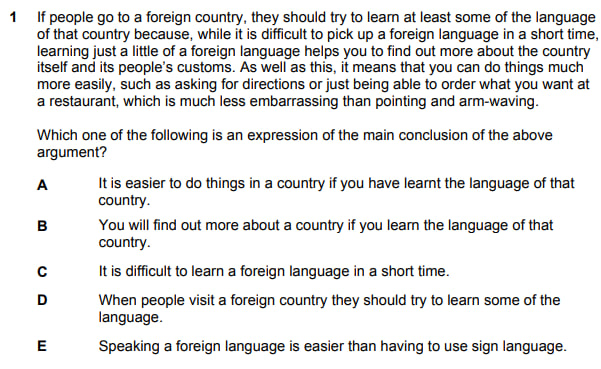 1 If people go to a foreign country, they should try to learn at least some of the language
of that country because, while it is difficult to pick up a foreign language in a short time,
learning just a little of a foreign language helps you to find out more about the country
itself and its people's customs. As well as this, it means that you can do things much
more easily, such as asking for directions or just being able to order what you want at
a restaurant, which is much less embarrassing than pointing and arm-waving.
Which one of the following is an expression of the main conclusion of the above
argument?
A It is easier to do things in a country if you have learnt the language of that
country.
B You will find out more about a country if you learn the language of that
country.
C It is difficult to learn a foreign language in a short time.
D When people visit a foreign country they should try to learn some of the
language.
E Speaking a foreign language is easier than having to use sign language.